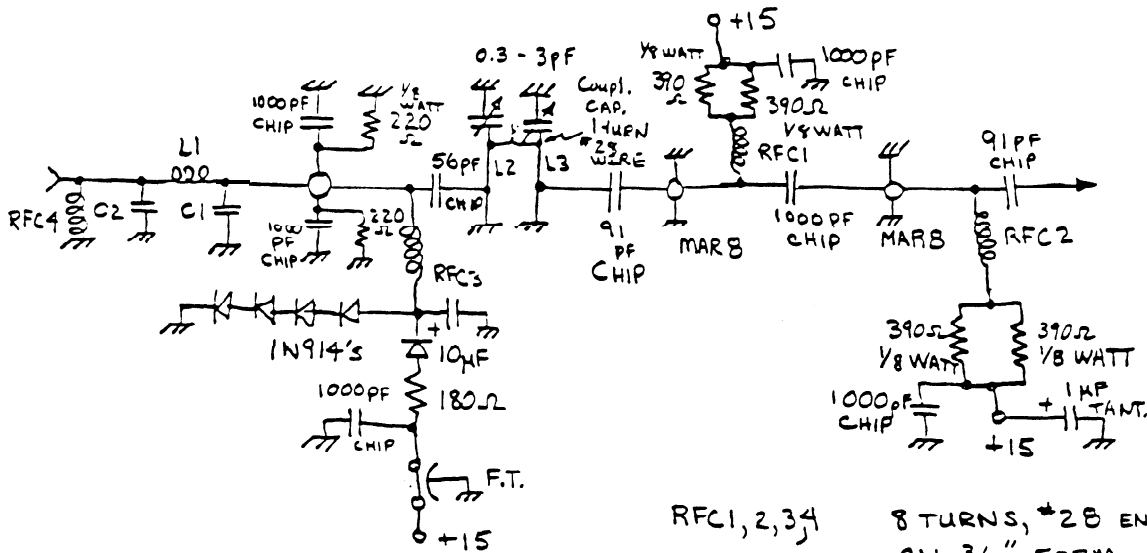 +15
0.3 - 3pF
1/8 WATT
390
Ω
1000pF
CHIP
390Ω
1/8 WATT
1000PF
CHIP
1/8
WATT
220
Ω
COUPL.
CAP.
1 TURN
#28
WIRE
L1
56PF
CHIP
L2
L3
RFC1
91PF
CHIP
RFC4
C2
C1
1000
PF
CHIP
220
Ω
RFC3
91
PF
CHIP
MAR8
1000PF
CHIP
MAR8
RFC2
1N914's
+
10µF
180Ω
1000PF
CHIP
F.T.
+15
390Ω
1/8 WATT
390Ω
1/8 WATT
1000pF
CHIP
+
1µF
TANT.
+15
RFC1,2,3,4 8 TURNS, #28 EN